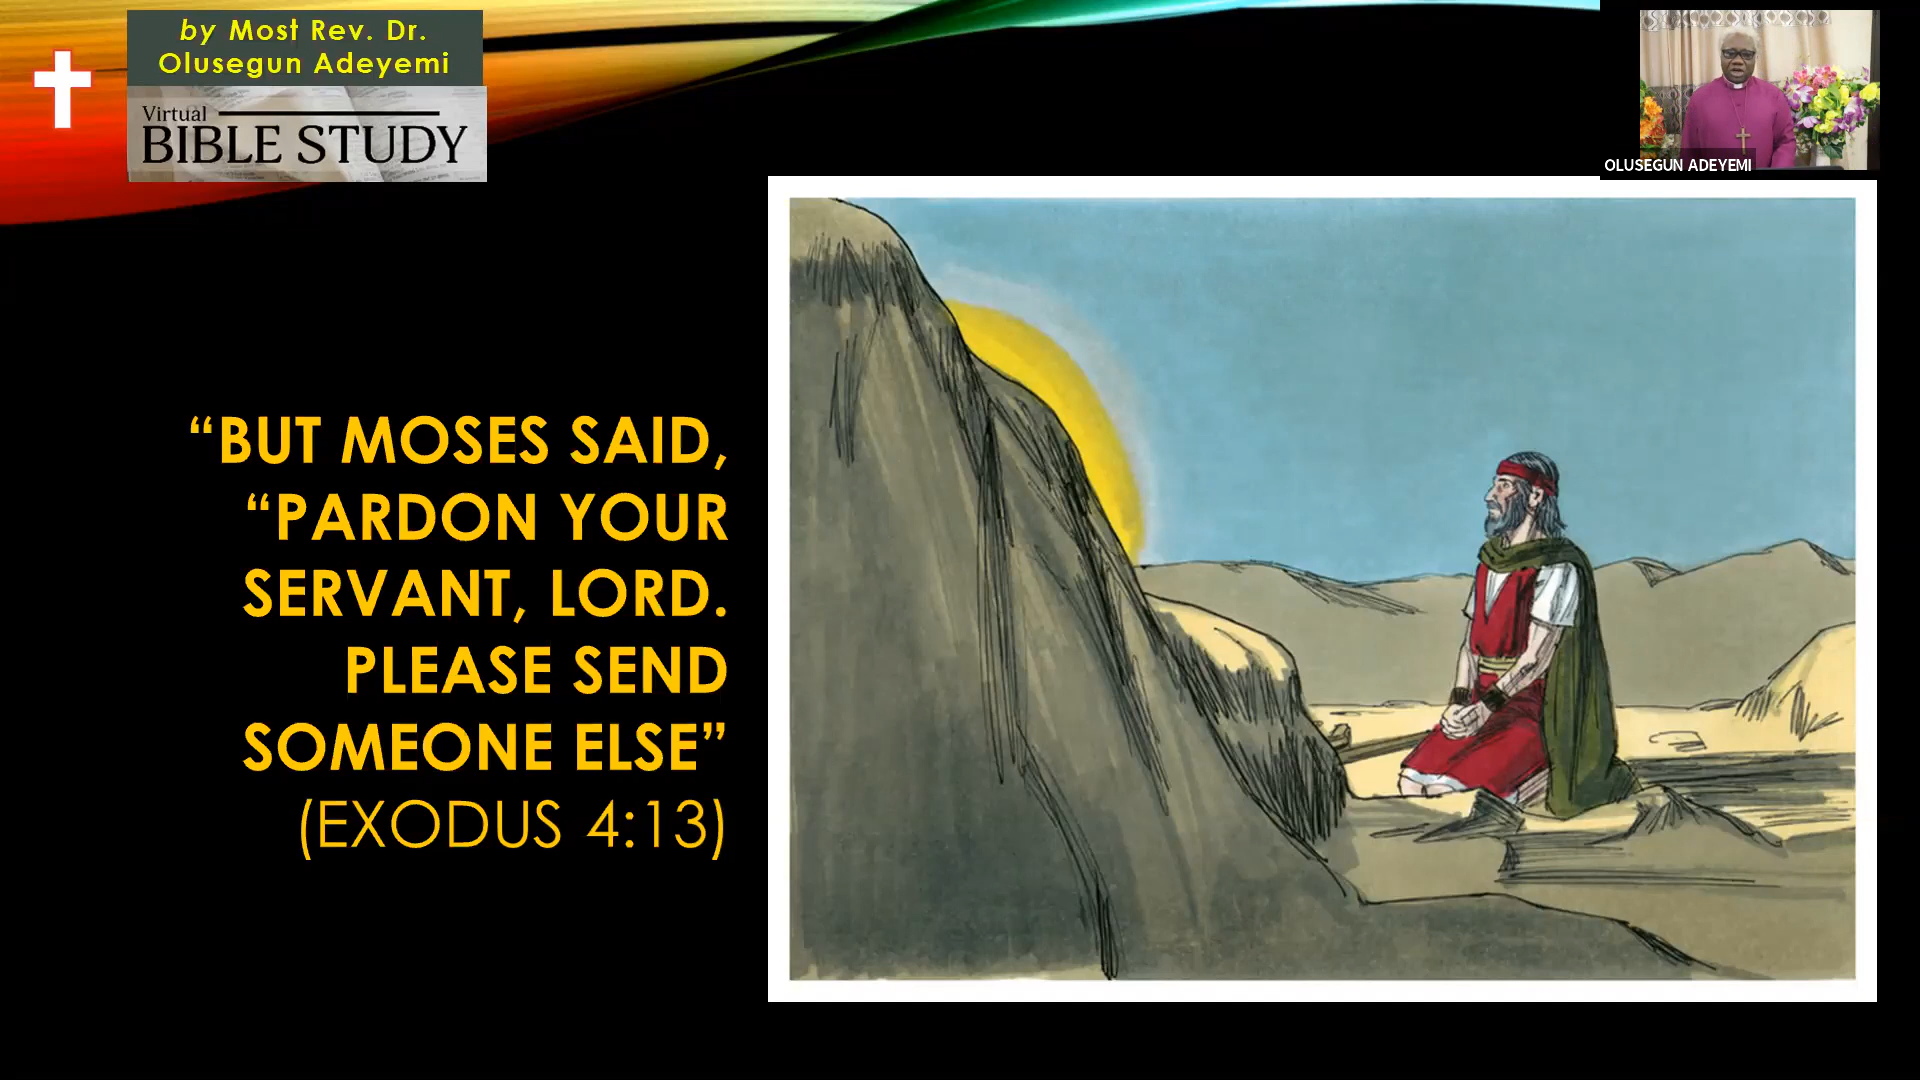 by Most Rev. Dr.
Olusegun Adeyemi
Virtual
BIBLE STUDY
OLUSEGUN ADEYEMI
“BUT MOSES SAID,
“PARDON YOUR
SERVANT, LORD.
PLEASE SEND
SOMEONE ELSE”
(EXODUS 4:13)